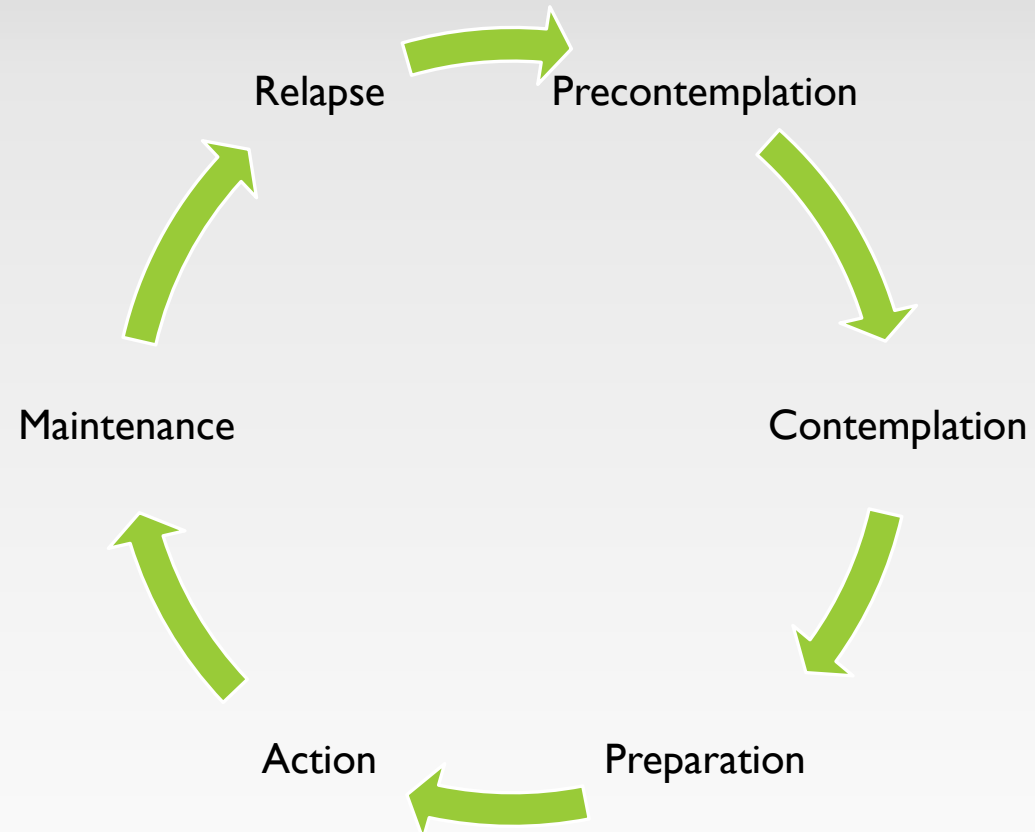 Relapse
Precontemplation
Maintenance
Contemplation
Action
Preparation